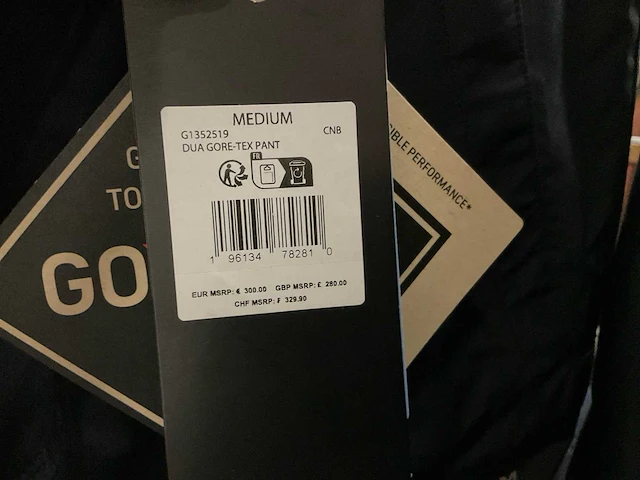 MEDIUM
G1352519 CNB
DUA GORE-TEX PANT
FR
1 96134 78281 0
EUR MSRP: € 300.00 GBP MSRP: £ 280.00
CHF MSRP: ₣ 329.90
G
TO
GO
IBLE PERFORMANCE*